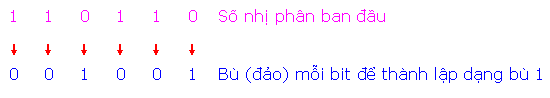 1 1 0 1 1 0 Số nhị phân ban đầu
0 0 1 0 0 1 Bù (đảo) mỗi bit để thành lập dạng bù 1